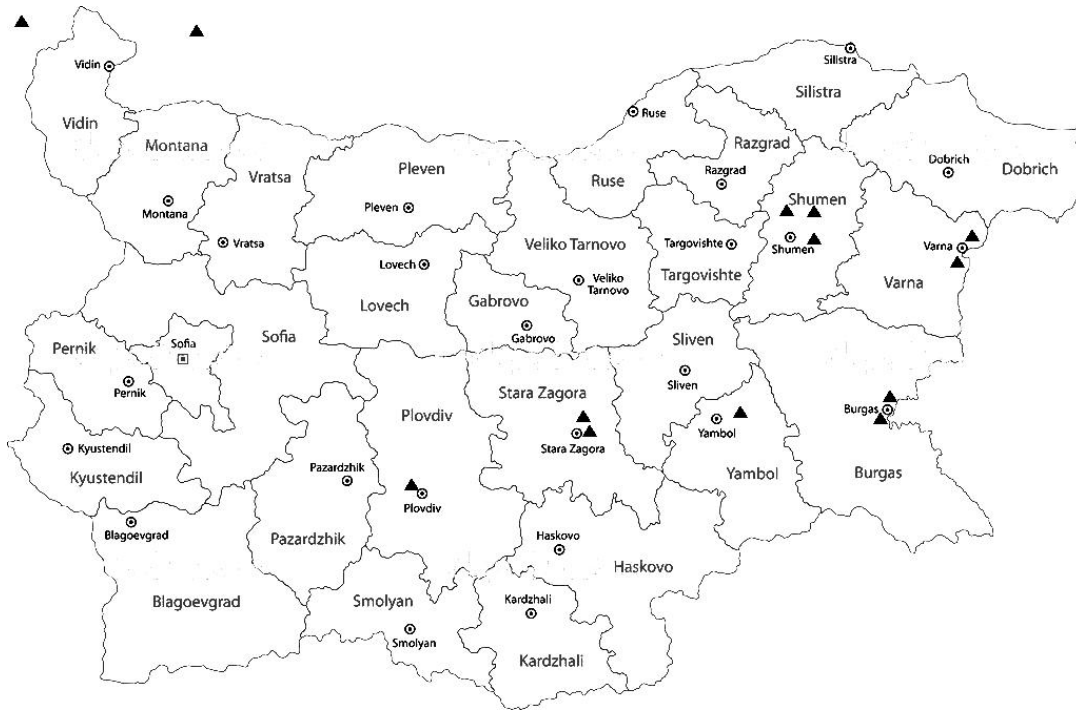 Vidin
Silistra
Silistra
Ruse
Vidin
Montana
Razgrad
Dobrich
Pleven
Vratsa
Ruse
Razgrad
Dobrich
Shumen
Montana
Pleven
Vratsa
Veliko Tarnovo
Targovishte
Shumen
Varna
Lovech
Targovishte
Veliko
Tarnovo
Varna
Lovech
Gabrovo
Gabrovo
Sofia
Sofia
Pernik
Sliven
Pernik
Sliven
Stara Zagora
Plovdiv
Burgas
Yambol
Stara Zagora
Kyustendil
Kyustendil
Pazardzhik
Yambol
Burgas
Plovdiv
Blagoevgrad
Pazardzhik
Haskovo
Haskovo
Blagoevgrad
Smolyan
Kardzhali
Smolyan
Kardzhali